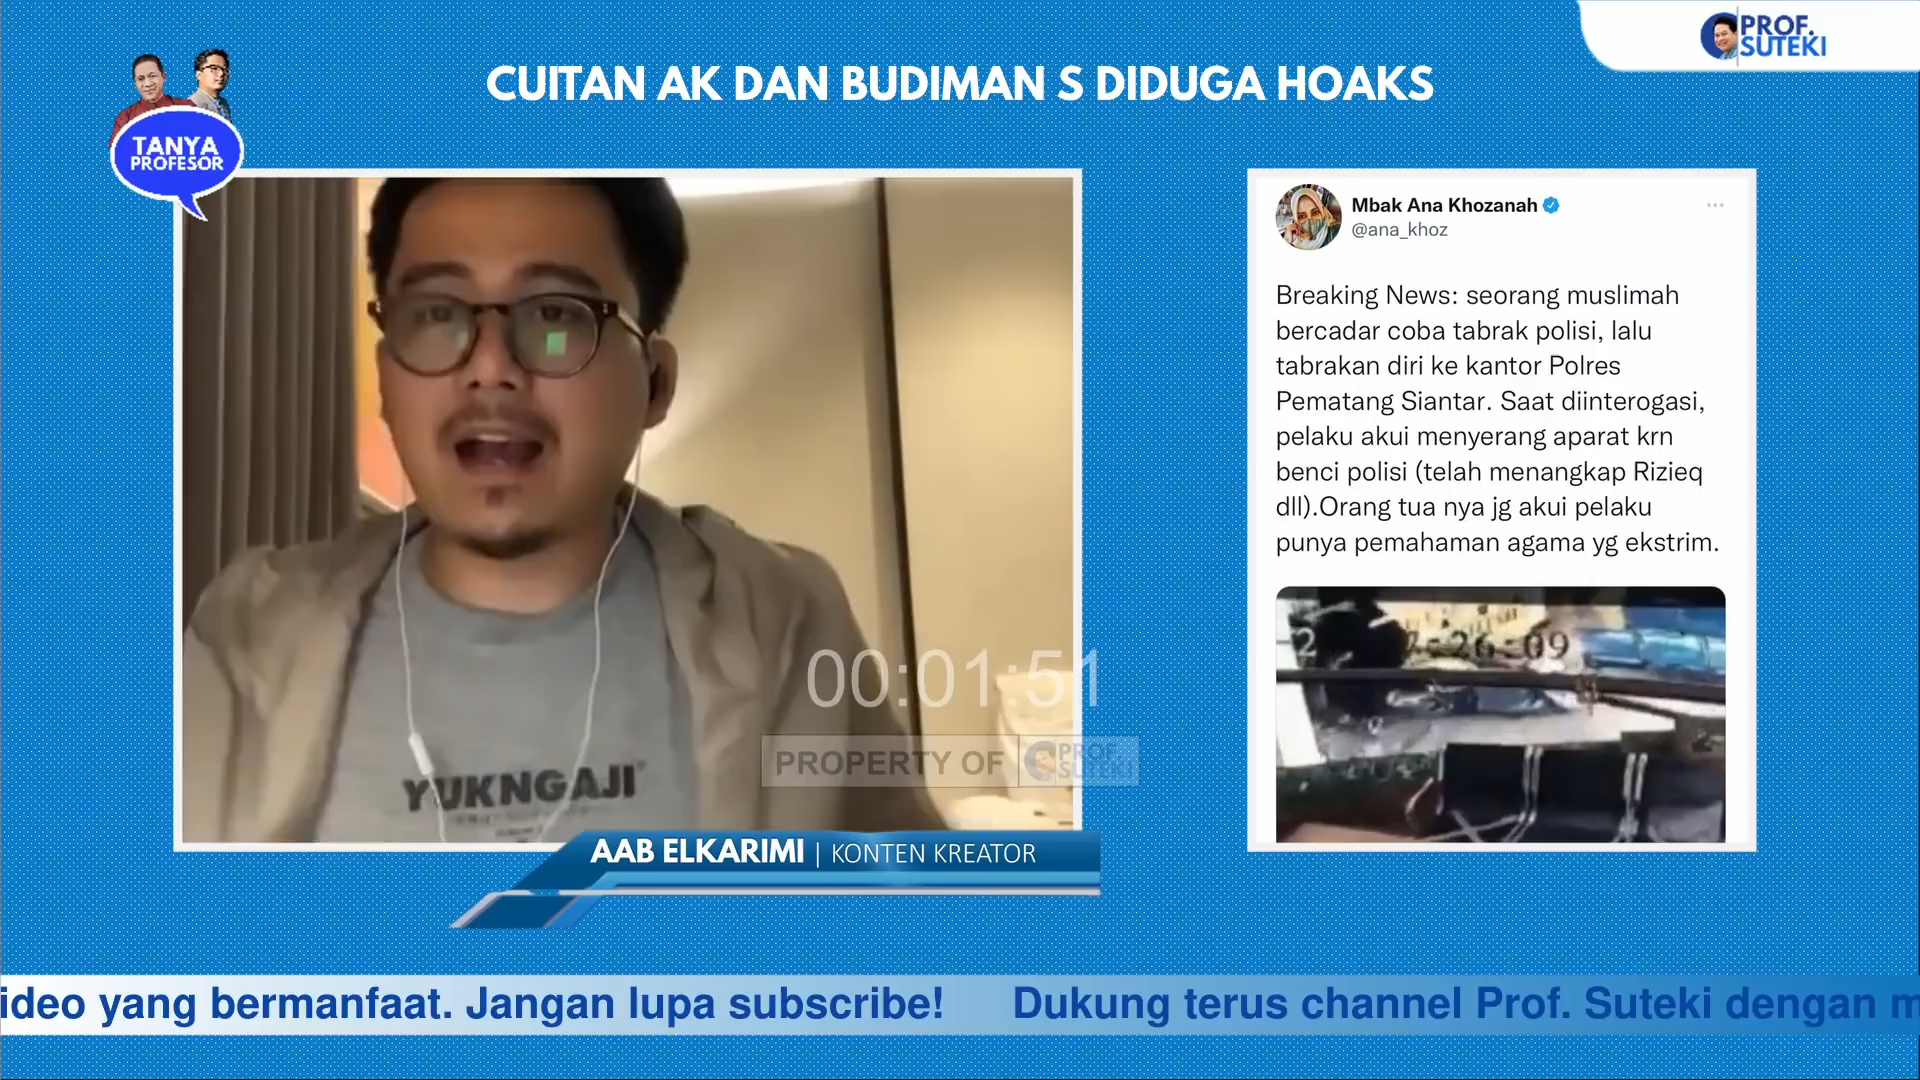 PROF.
SUTEKI
CUITAN AK DAN BUDIMAN S DIDUGA HOAKS
TANYA
PROFESOR
Mbak Ana Khozanah
@ana_khoz
Breaking News: seorang muslimah
bercadar coba tabrak polisi, lalu
tabrakan diri ke kantor Polres
Pematang Siantar. Saat diinterogasi,
pelaku akui menyerang aparat krn
benci polisi (telah menangkap Rizieq
dll).Orang tua nya jg akui pelaku
punya pemahaman agama yg ekstrim.
26:09
00:01:51
PROPERTY OF
PROF.
SUTEKI
YUKNGAJI
AAB ELKARIMI | KONTEN KREATOR
ideo yang bermanfaat. Jangan lupa subscribe! Dukung terus channel Prof. Suteki dengan m